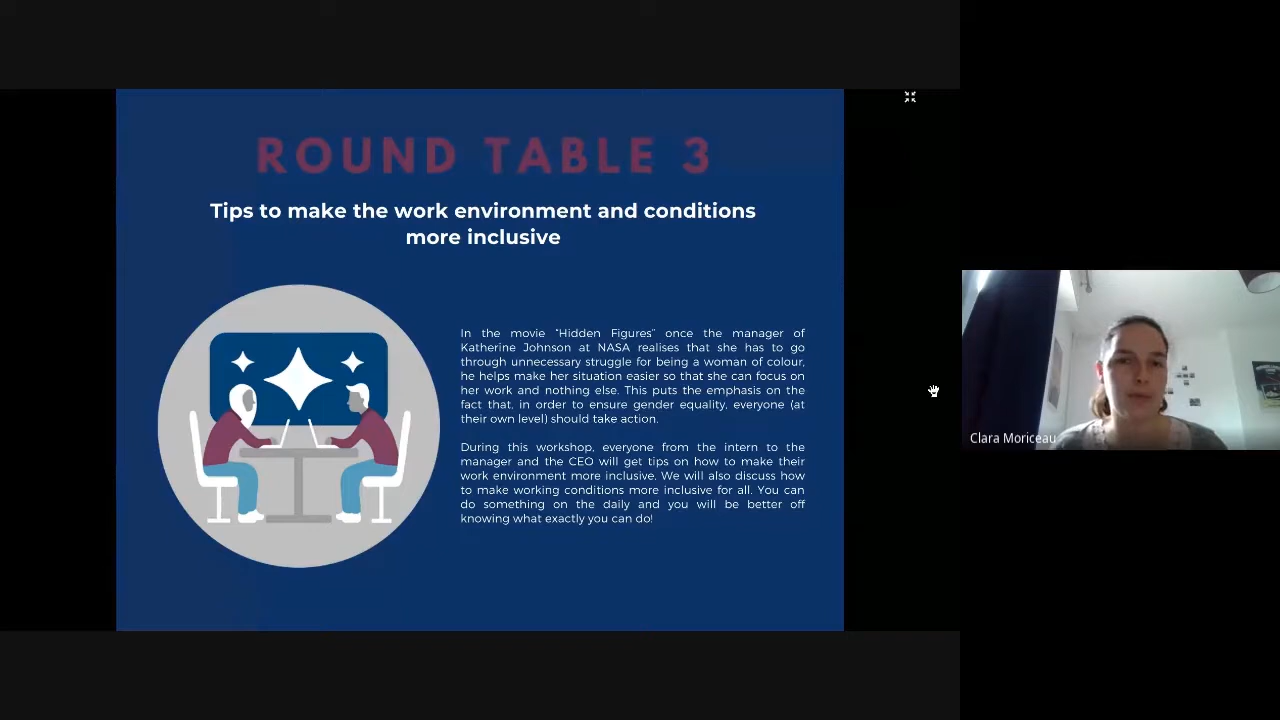 ROUND TABLE 3
Tips to make the work environment and conditions
more inclusive
In the movie "Hidden Figures" once the manager of
Katherine Johnson at NASA realises that she has to go
through unnecessary struggle for being a woman of colour,
he helps make her situation easier so that she can focus on
her work and nothing else. This puts the emphasis on the
fact that, in order to ensure gender equality, everyone (at
their own level) should take action.
During this workshop, everyone from the intern to the
manager and the CEO will get tips on how to make their
work environment more inclusive. We will also discuss how
to make working conditions more inclusive for all. You can
do something on the daily and you will be better off
knowing what exactly you can do!
Clara Moriceau